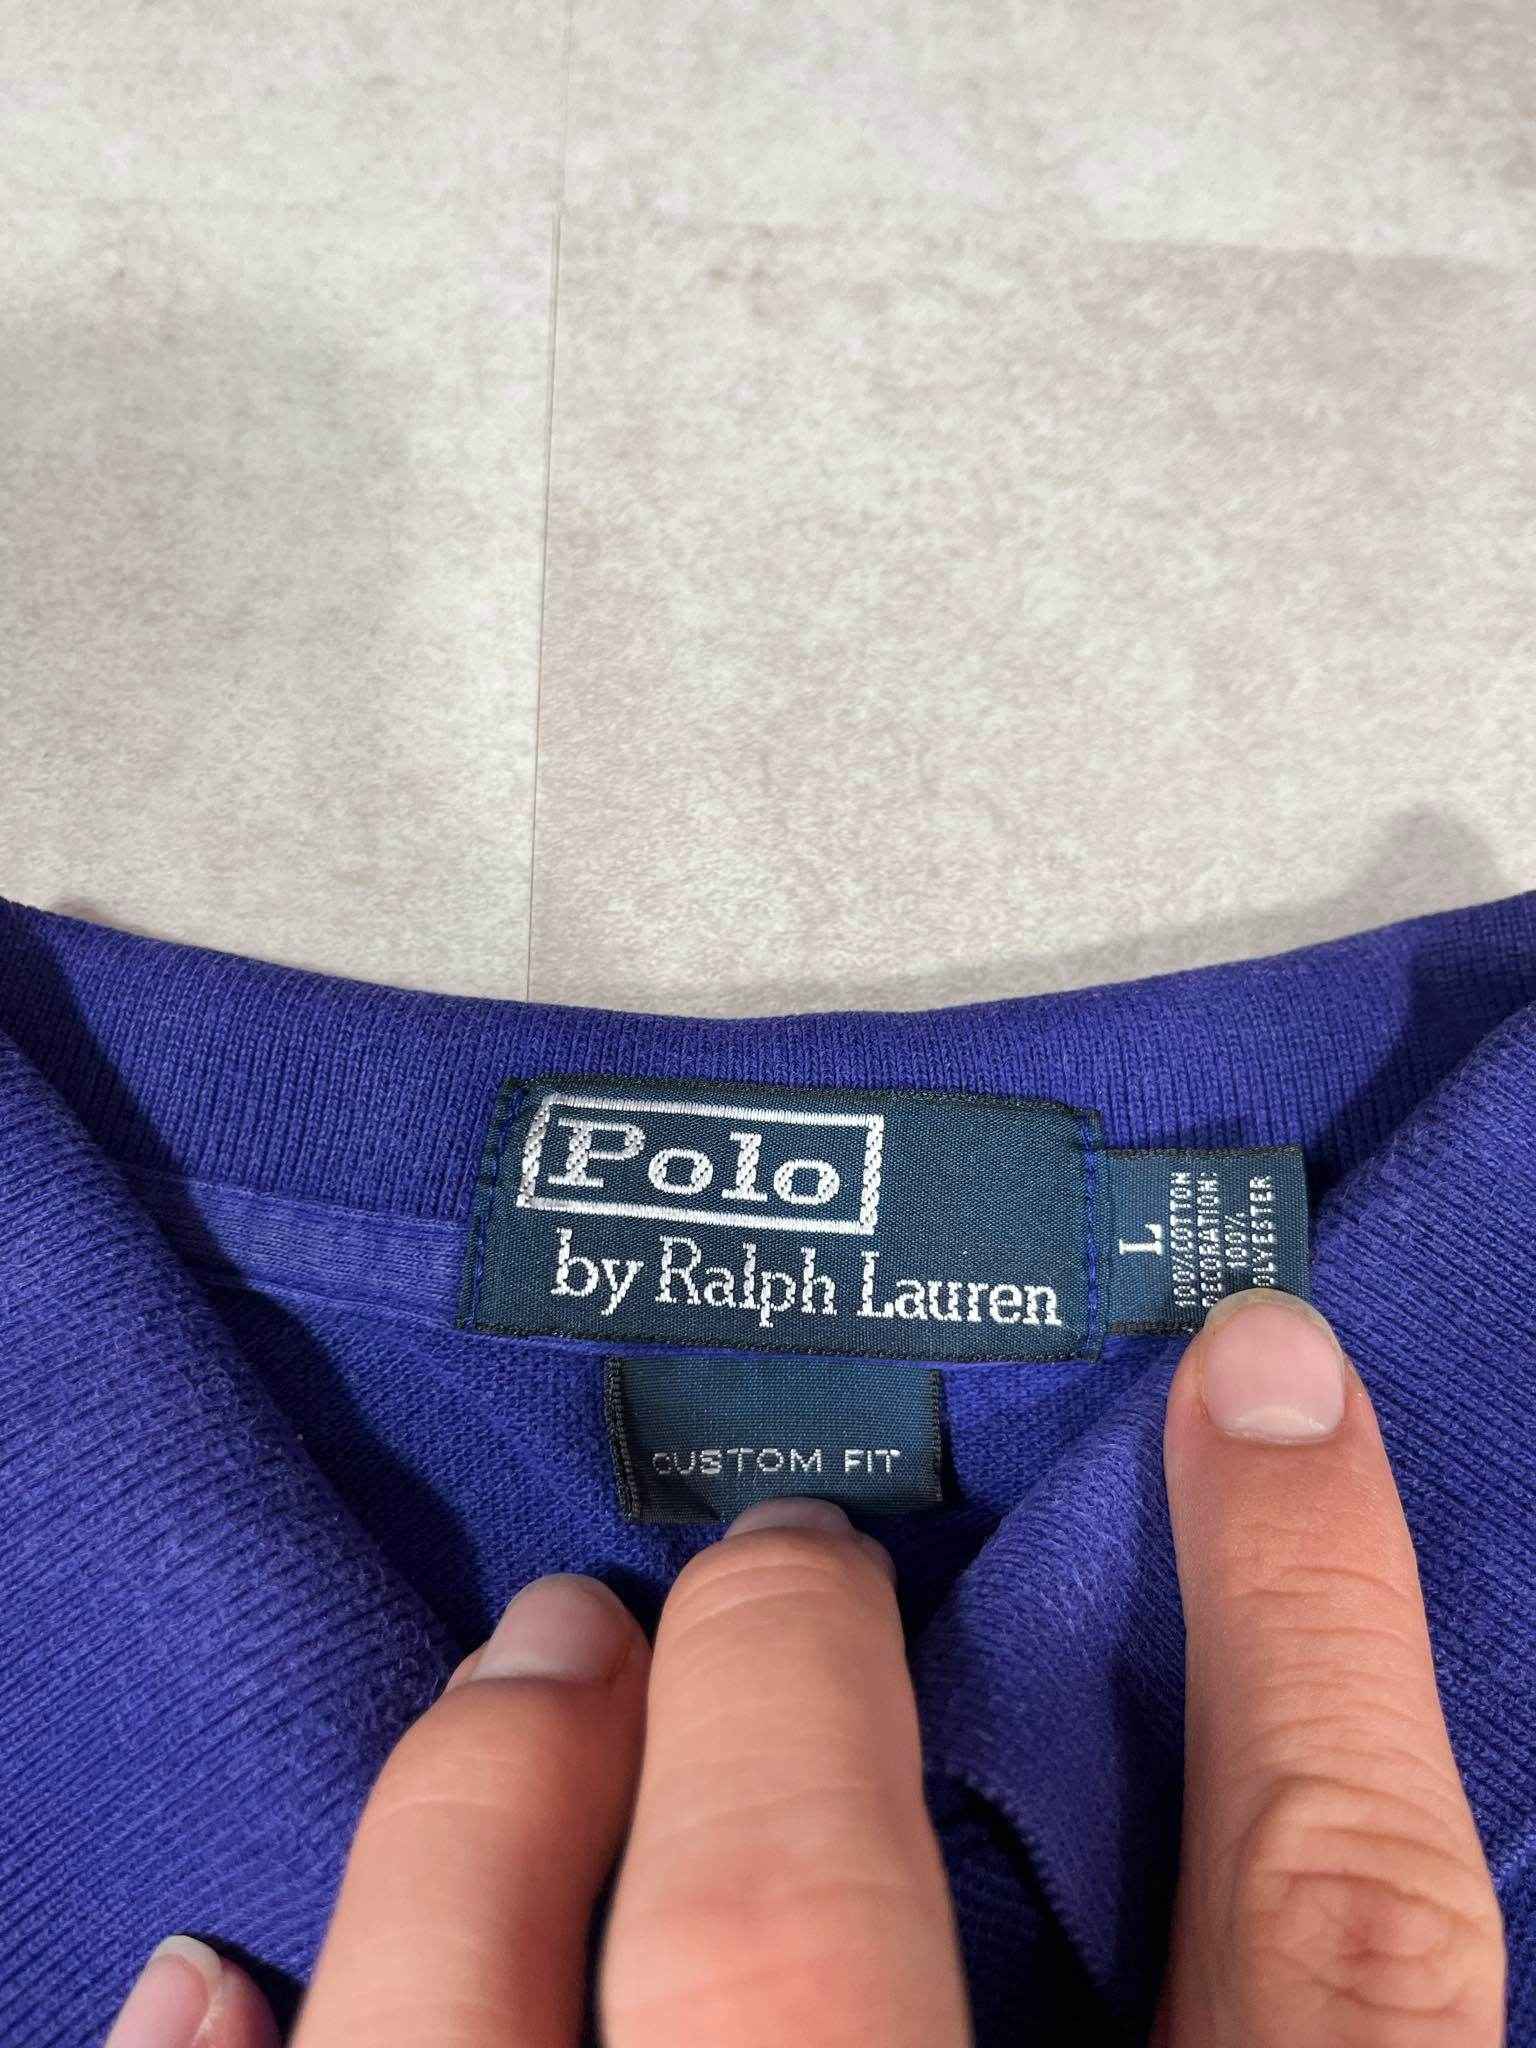 Polo
by Ralph Lauren
L
100% COTTON
DECORATION:
100%
POLYESTER
CUSTOM FIT